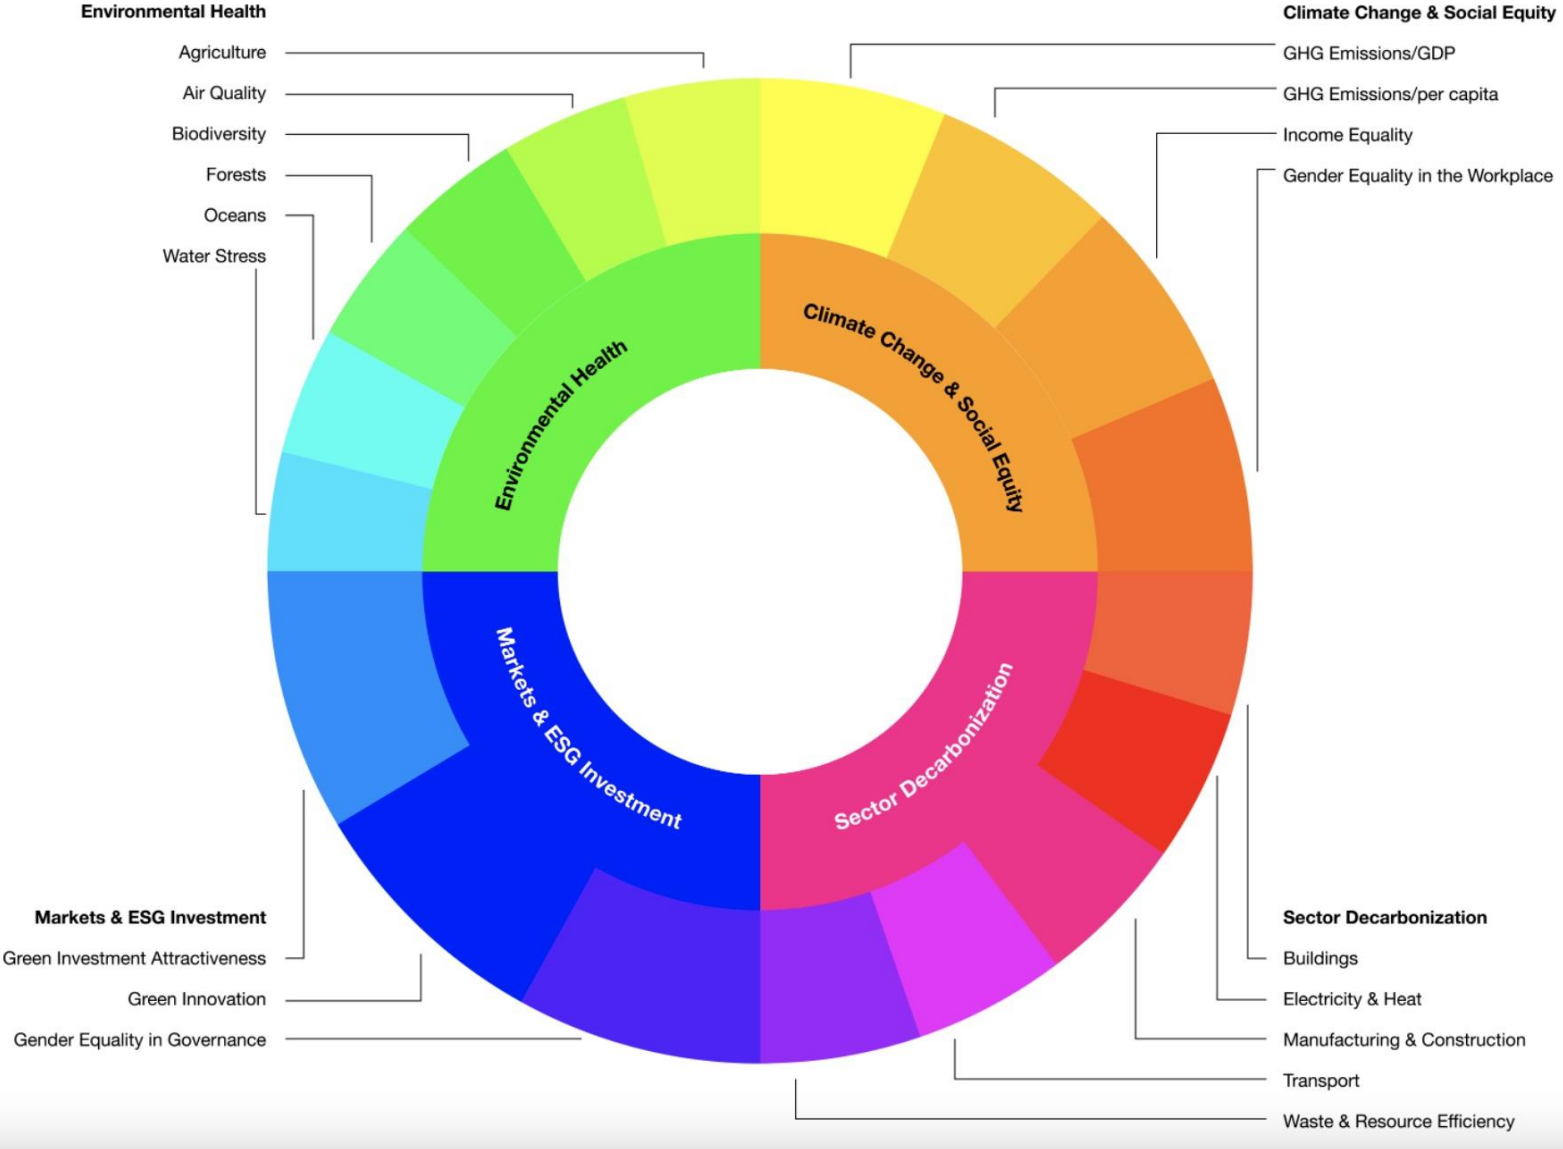 Environmental Health
Agriculture
Air Quality
Biodiversity
Forests
Oceans
Water Stress
Climate Change & Social Equity
GHG Emissions/GDP
GHG Emissions/per capita
Income Equality
Gender Equality in the Workplace
Environmental Health
Climate Change & Social Equity
Markets & ESG Investment
Sector Decarbonization
Markets & ESG Investment
Green Investment Attractiveness
Green Innovation
Gender Equality in Governance
Sector Decarbonization
Buildings
Electricity & Heat
Manufacturing & Construction
Transport
Waste & Resource Efficiency